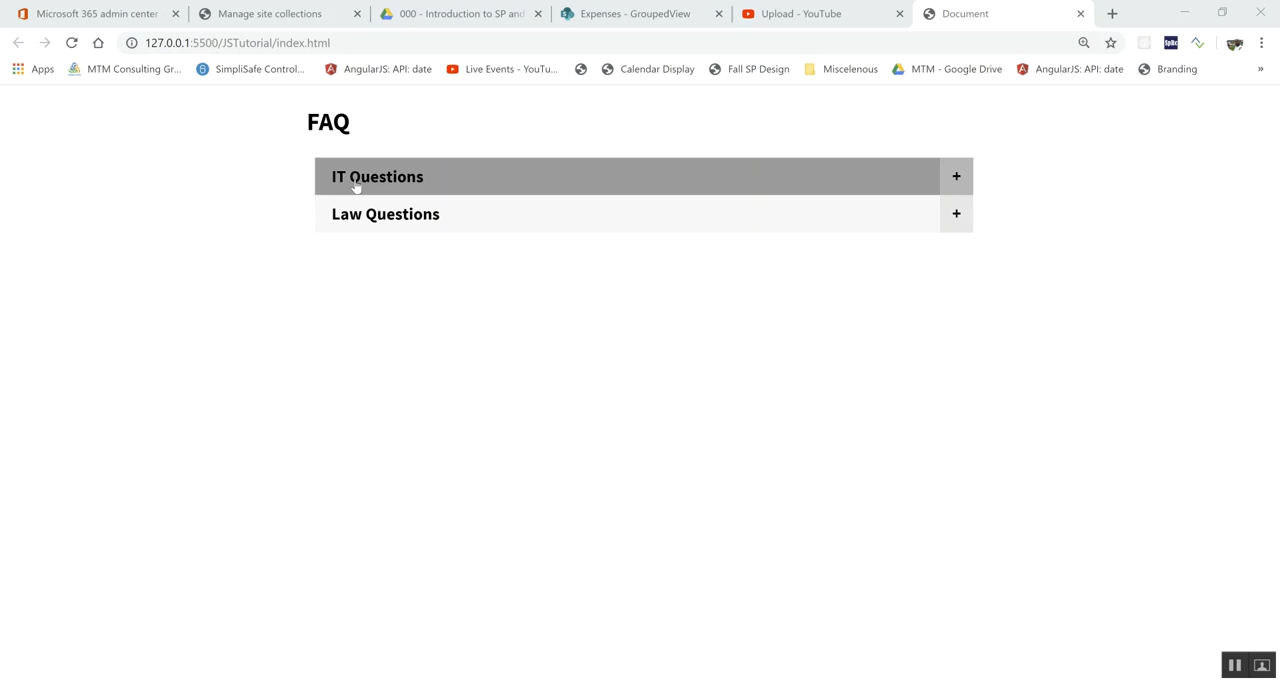 Microsoft 365 admin center
Manage site collections
000 - Introduction to SP and
Expenses - GroupedView
Upload - YouTube
Document
127.0.0.1:5500/JSTutorial/index.html
Apps
MTM Consulting Gr...
SimpliSafe Control...
AngularJS: API: date
Live Events - YouTu...
Calendar Display
Fall SP Design
Miscelenous
MTM - Google Drive
AngularJS: API: date
Branding
»
FAQ
IT Questions +
Law Questions +